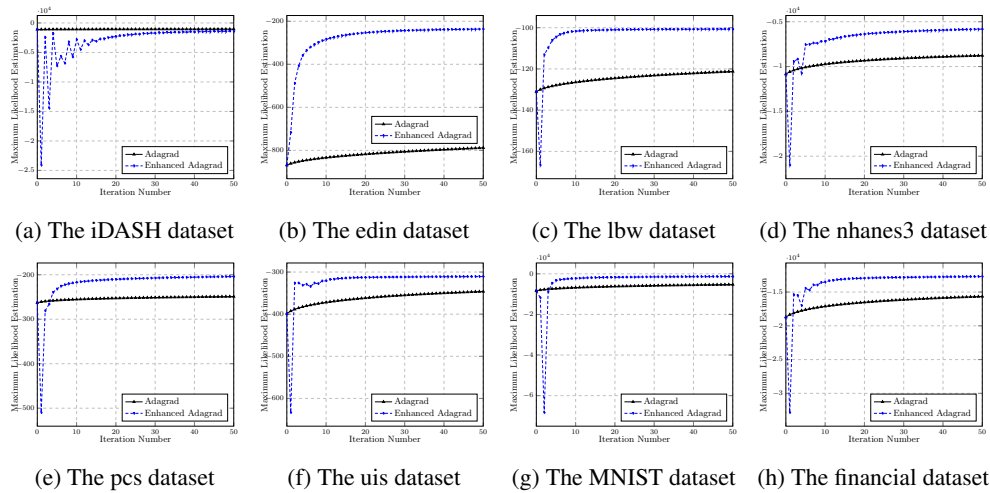 ·10⁴
0
−0.5
−1
−1.5
−2
−2.5
0 10 20 30 40 50
Maximum Likelihood Estimation
Iteration Number
Adagrad
Enhanced Adagrad
(a) The iDASH dataset
−200
−400
−600
−800
0 10 20 30 40 50
Maximum Likelihood Estimation
Iteration Number
Adagrad
Enhanced Adagrad
(b) The edin dataset
−100
−120
−140
−160
0 10 20 30 40 50
Maximum Likelihood Estimation
Iteration Number
Adagrad
Enhanced Adagrad
(c) The lbw dataset
·10⁴
−0.5
−1
−1.5
−2
0 10 20 30 40 50
Maximum Likelihood Estimation
Iteration Number
Adagrad
Enhanced Adagrad
(d) The nhanes3 dataset
−200
−300
−400
−500
0 10 20 30 40 50
Maximum Likelihood Estimation
Iteration Number
Adagrad
Enhanced Adagrad
(e) The pcs dataset
−300
−400
−500
−600
0 10 20 30 40 50
Maximum Likelihood Estimation
Iteration Number
Adagrad
Enhanced Adagrad
(f) The uis dataset
·10⁴
0
−2
−4
−6
0 10 20 30 40 50
Maximum Likelihood Estimation
Iteration Number
Adagrad
Enhanced Adagrad
(g) The MNIST dataset
·10⁴
−1.5
−2
−2.5
−3
0 10 20 30 40 50
Maximum Likelihood Estimation
Iteration Number
Adagrad
Enhanced Adagrad
(h) The financial dataset